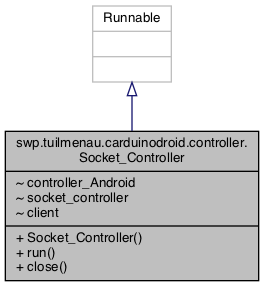 Runnable
swp.tuilmenau.carduinodroid.controller.
Socket_Controller
~ controller_Android
~ socket_controller
~ client
+ Socket_Controller()
+ run()
+ close()